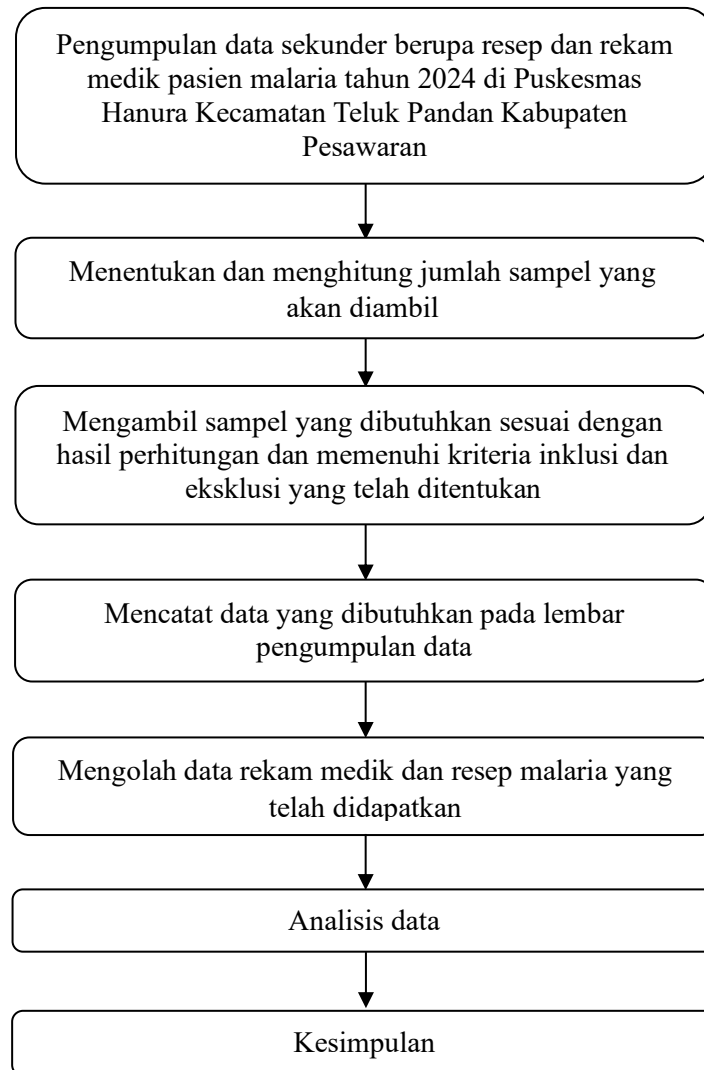 Pengumpulan data sekunder berupa resep dan rekam
medik pasien malaria tahun 2024 di Puskesmas
Hanura Kecamatan Teluk Pandan Kabupaten
Pesawaran
Menentukan dan menghitung jumlah sampel yang
akan diambil
Mengambil sampel yang dibutuhkan sesuai dengan
hasil perhitungan dan memenuhi kriteria inklusi dan
eksklusi yang telah ditentukan
Mencatat data yang dibutuhkan pada lembar
pengumpulan data
Mengolah data rekam medik dan resep malaria yang
telah didapatkan
Analisis data
Kesimpulan